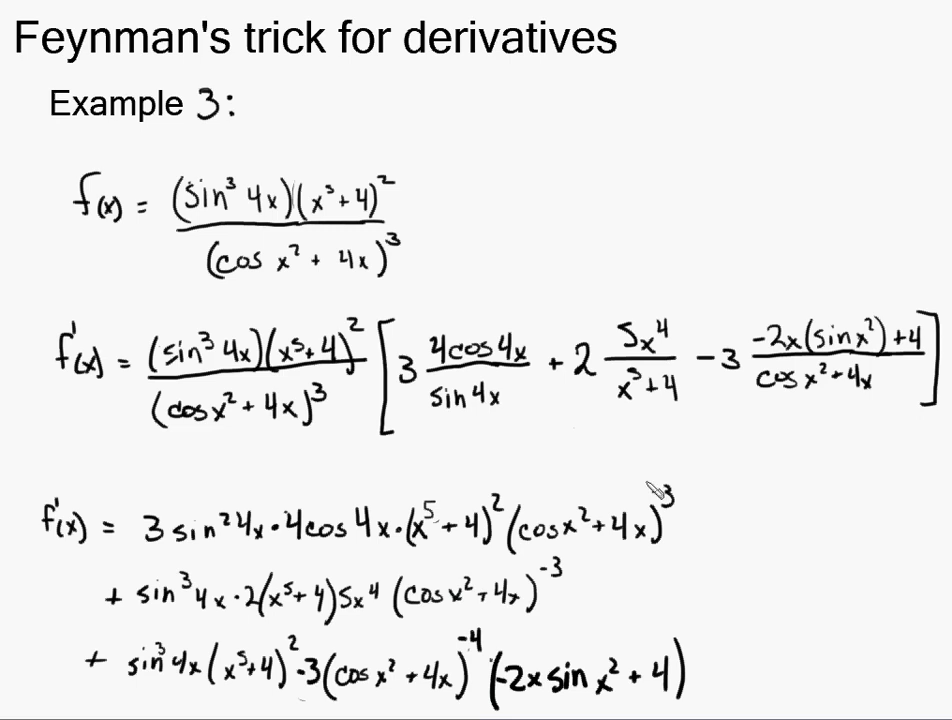 Feynman's trick for derivatives
Example 3:
f(x) = (sin³ 4x)(x⁵+4)² / (cos x² + 4x)³
f'(x) = (sin³ 4x)(x⁵+4)² / (cos x² + 4x)³ [3 4cos4x / sin 4x + 2 5x⁴ / x⁵+4 − 3 -2x(sin x²)+4 / cos x²+4x]
f'(x) = 3 sin² 4x · 4cos 4x · (x⁵ + 4)² (cos x² + 4x)³
+ sin³ 4x · 2(x⁵+4) 5x⁴ (cos x² + 4x)⁻³
+ sin³ 4x (x⁵+4)² · -3 (cos x² + 4x)⁻⁴ (-2x sin x² + 4)